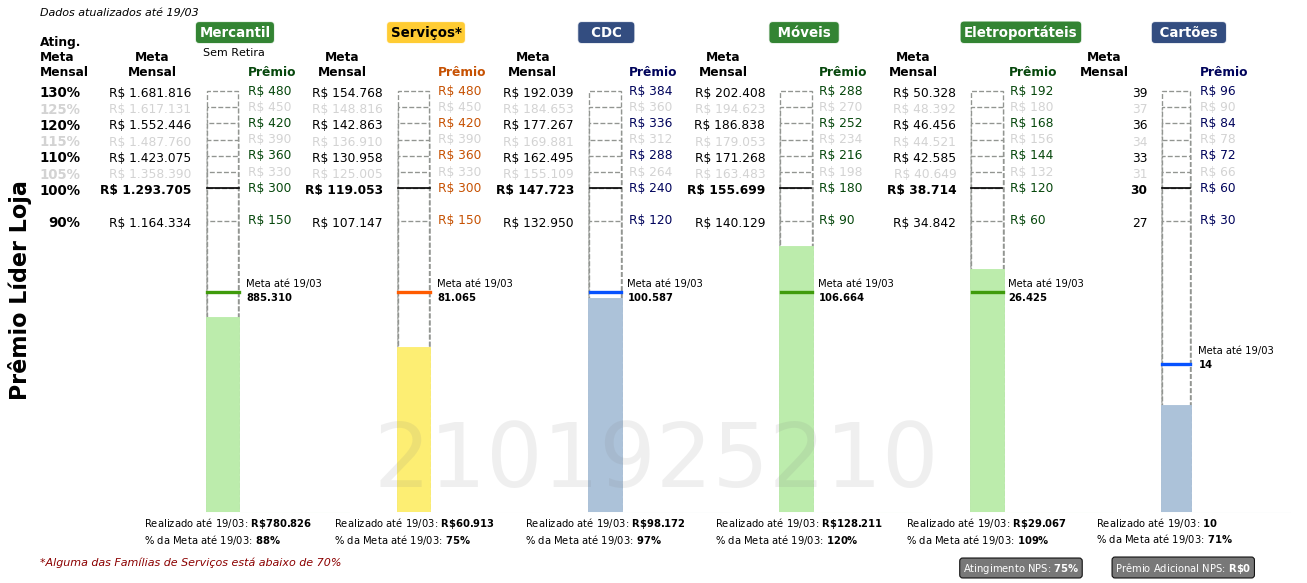 Dados atualizados até 19/03
Mercantil Serviços* CDC Móveis Eletroportáteis Cartões
Sem Retira
Ating. Meta Mensal
Meta Mensal Prêmio Meta Mensal Prêmio Meta Mensal Prêmio Meta Mensal Prêmio Meta Mensal Prêmio Meta Mensal Prêmio
130% R$ 1.681.816 R$ 480 R$ 154.768 R$ 480 R$ 192.039 R$ 384 R$ 202.408 R$ 288 R$ 50.328 R$ 192 39 R$ 96
125% R$ 1.617.131 R$ 450 R$ 148.816 R$ 450 R$ 184.653 R$ 360 R$ 194.623 R$ 270 R$ 48.392 R$ 180 37 R$ 90
120% R$ 1.552.446 R$ 420 R$ 142.863 R$ 420 R$ 177.267 R$ 336 R$ 186.838 R$ 252 R$ 46.456 R$ 168 36 R$ 84
115% R$ 1.487.760 R$ 390 R$ 136.910 R$ 390 R$ 169.881 R$ 312 R$ 179.053 R$ 234 R$ 44.521 R$ 156 34 R$ 78
110% R$ 1.423.075 R$ 360 R$ 130.958 R$ 360 R$ 162.495 R$ 288 R$ 171.268 R$ 216 R$ 42.585 R$ 144 33 R$ 72
105% R$ 1.358.390 R$ 330 R$ 125.005 R$ 330 R$ 155.109 R$ 264 R$ 163.483 R$ 198 R$ 40.649 R$ 132 31 R$ 66
100% R$ 1.293.705 R$ 300 R$ 119.053 R$ 300 R$ 147.723 R$ 240 R$ 155.699 R$ 180 R$ 38.714 R$ 120 30 R$ 60
90% R$ 1.164.334 R$ 150 R$ 107.147 R$ 150 R$ 132.950 R$ 120 R$ 140.129 R$ 90 R$ 34.842 R$ 60 27 R$ 30
Prêmio Líder Loja
Meta até 19/03 Meta até 19/03 Meta até 19/03 Meta até 19/03 Meta até 19/03
885.310 81.065 100.587 106.664 26.425
Meta até 19/03
14
2101925210
Realizado até 19/03: R$780.826 Realizado até 19/03: R$60.913 Realizado até 19/03: R$98.172 Realizado até 19/03: R$128.211 Realizado até 19/03: R$29.067 Realizado até 19/03: 10
% da Meta até 19/03: 88% % da Meta até 19/03: 75% % da Meta até 19/03: 97% % da Meta até 19/03: 120% % da Meta até 19/03: 109% % da Meta até 19/03: 71%
*Alguma das Famílias de Serviços está abaixo de 70%
Atingimento NPS: 75% Prêmio Adicional NPS: R$0